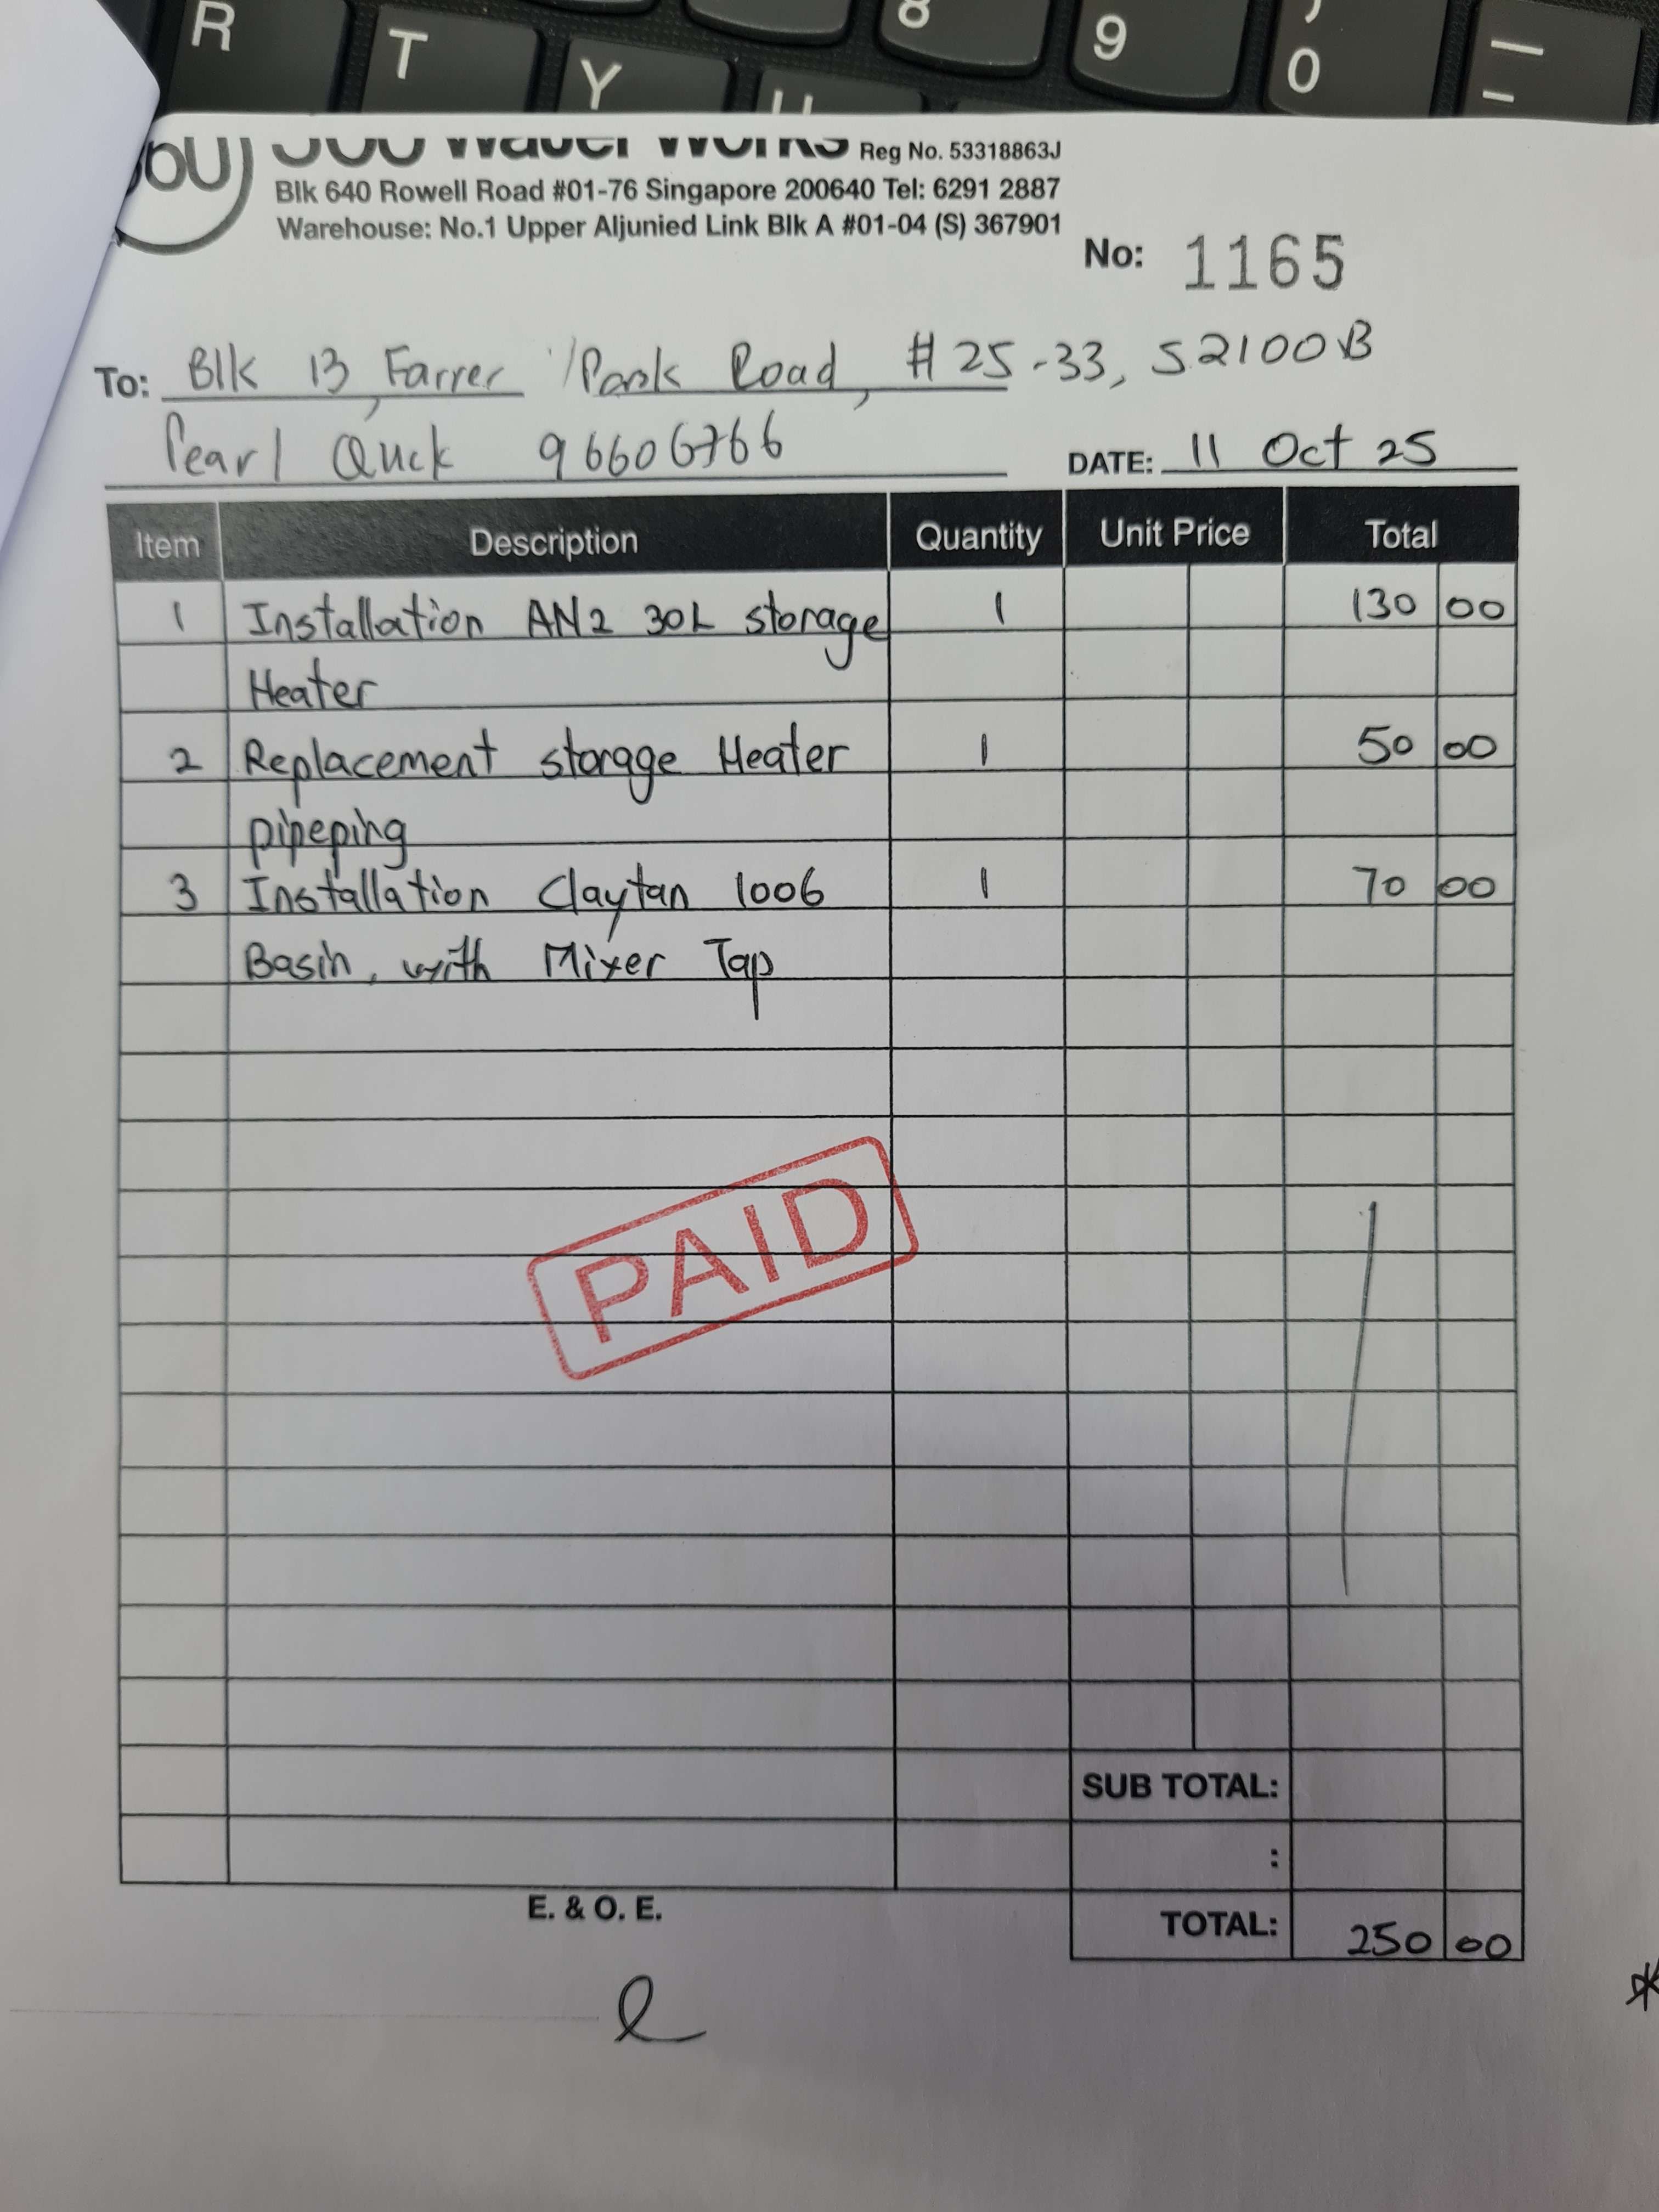 R T Y U 8 9 ) 0 — -
360 Water Works Reg No. 53318863J
Blk 640 Rowell Road #01-76 Singapore 200640 Tel: 6291 2887
Warehouse: No.1 Upper Aljunied Link Blk A #01-04 (S) 367901
No: 1165
To: Blk 13, Farrer Park Road, #25-33, S210013
Pearl Quck 96606766
DATE: 11 Oct 25
Item Description Quantity Unit Price Total
1 Installation AN2 30L storage 1 130 00
Heater
2 Replacement storage Heater 1 50 00
pipeping
3 Installation Claytan 1006 1 70 00
Basin, with Mixer Tap
PAID
SUB TOTAL:
:
E. & O. E.
TOTAL: 250 00